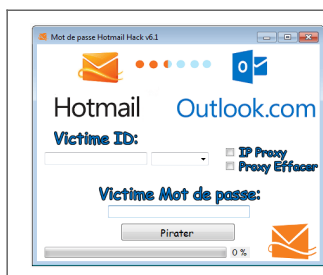 Mot de passe Hotmail Hack v6.1
Hotmail
Outlook.com
Victime ID:
IP Proxy
Proxy Effacer
Victime Mot de passe:
Pirater
0 %